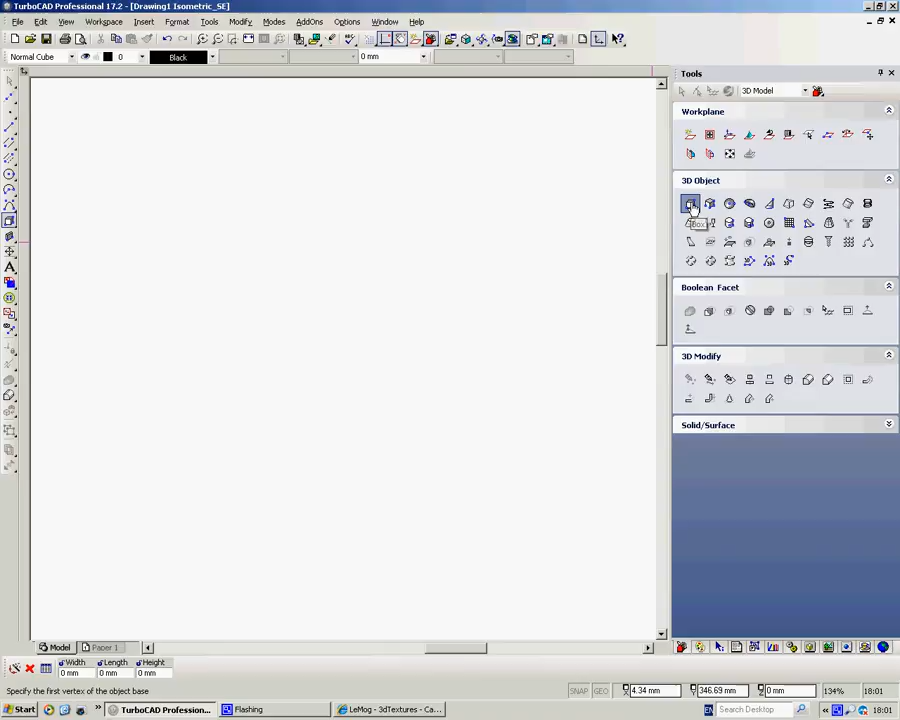 TurboCAD Professional 17.2 - [Drawing1 Isometric_SE]
File Edit View Workspace Insert Format Tools Modify Modes AddOns Options Window Help
Normal Cube 0 Black 0 mm
Tools
3D Model
Workplane
3D Object
Box
Boolean Facet
3D Modify
Solid/Surface
Model Paper 1
Width Length Height
0 mm 0 mm 0 mm
Specify the first vertex of the object base
SNAP GEO X 4.34 mm Y 346.69 mm Z 0 mm 134% 18:01
Start TurboCAD Profession... Flashing LeMog - 3dTextures - Ca... EN Search Desktop 18:01